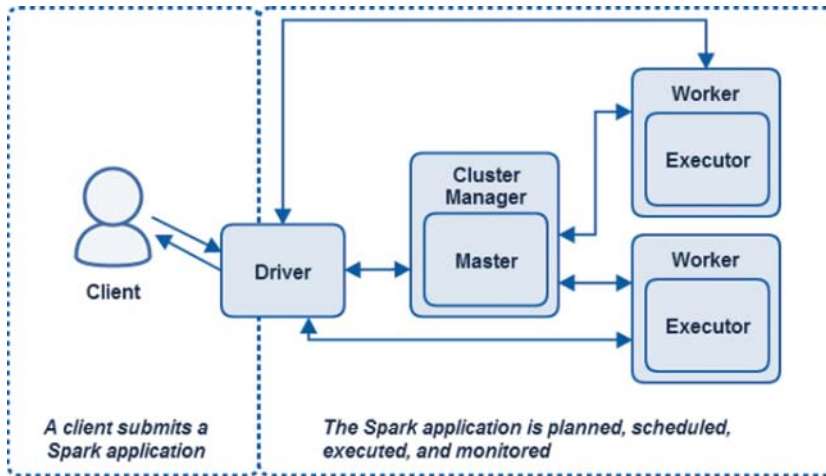 Worker
Executor
Cluster
Manager
Master
Driver
Client
Worker
Executor
A client submits a
Spark application
The Spark application is planned, scheduled,
executed, and monitored